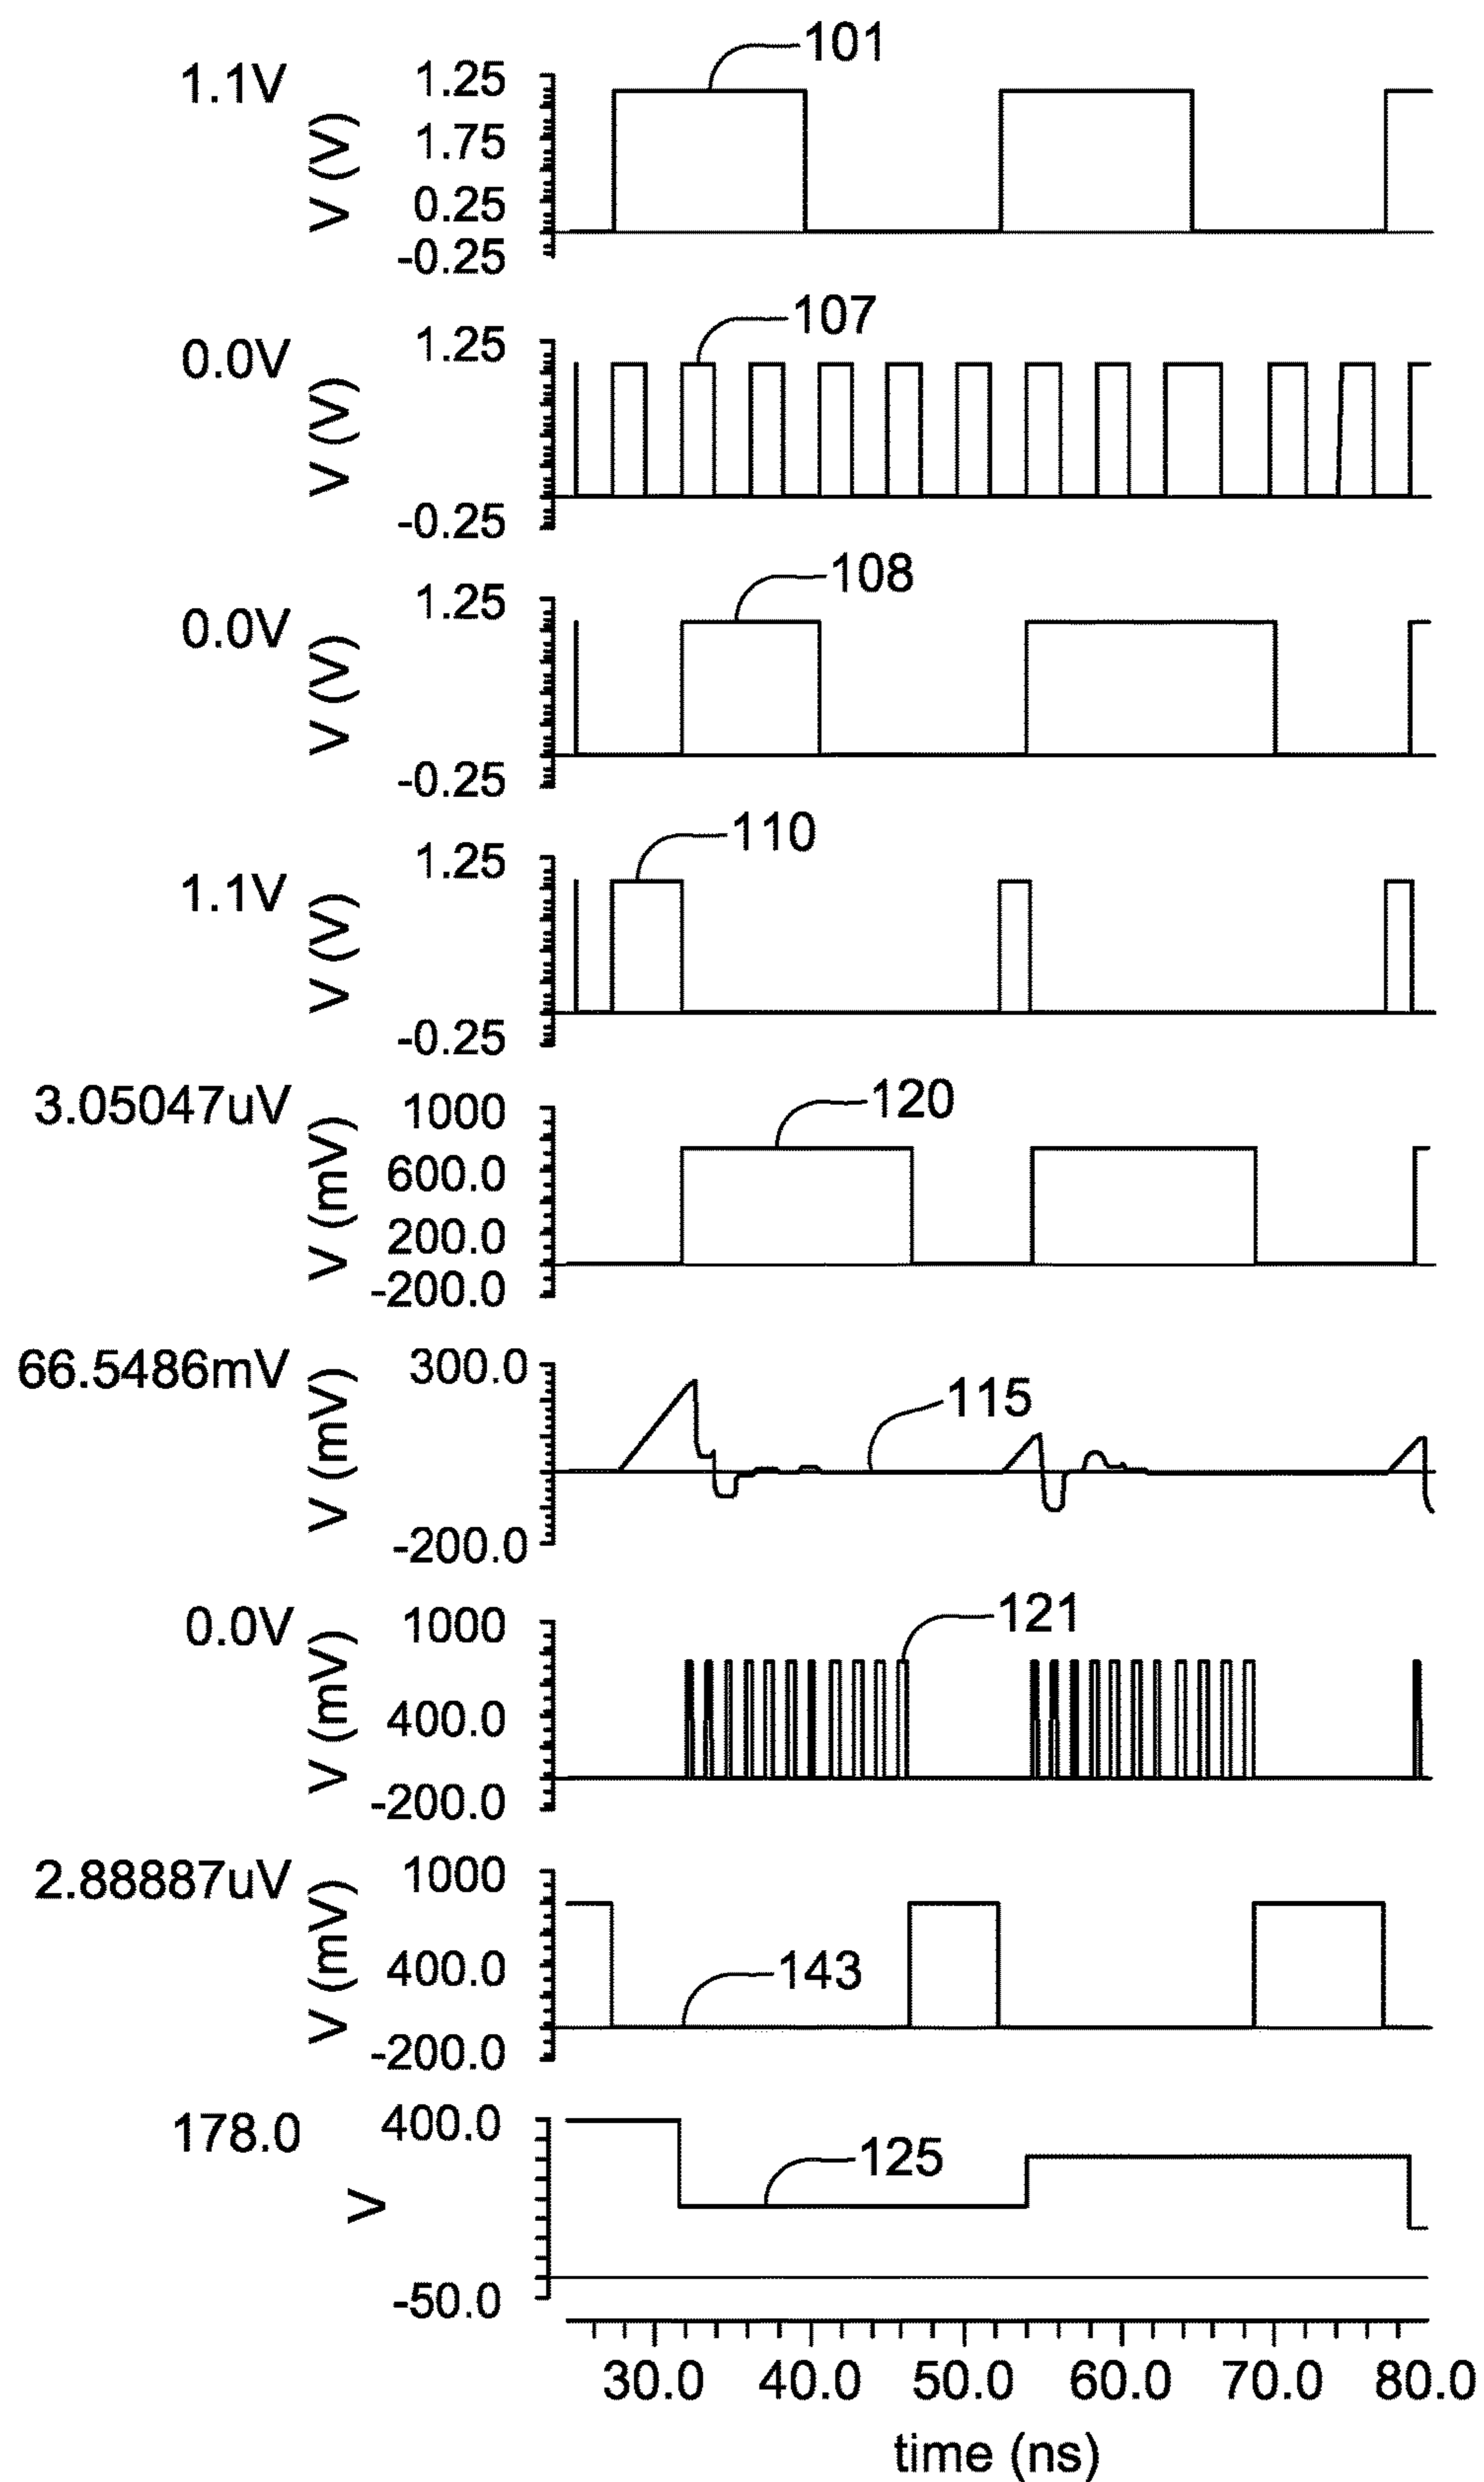 101
1.1V
V (V)
1.25
1.75
0.25
-0.25
107
0.0V
V (V)
1.25
-0.25
108
0.0V
V (V)
1.25
-0.25
110
1.1V
V (V)
1.25
-0.25
120
3.05047uV
V (mV)
1000
600.0
200.0
-200.0
115
66.5486mV
V (mV)
300.0
-200.0
121
0.0V
V (mV)
1000
400.0
-200.0
143
2.88887uV
V (mV)
1000
400.0
-200.0
125
178.0
V
400.0
-50.0
30.0 40.0 50.0 60.0 70.0 80.0
time (ns)